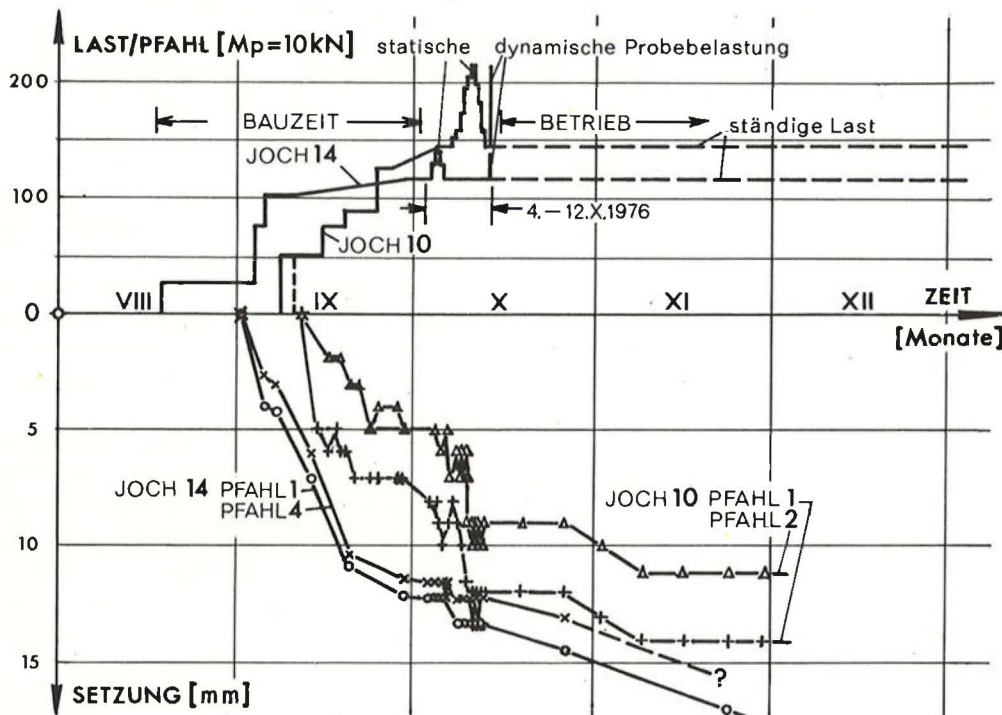 LAST/PFAHL [Mp=10kN]
statische
dynamische Probebelastung
200
BAUZEIT
BETRIEB
ständige Last
JOCH 14
100
4.–12.X.1976
JOCH 10
VIII
IX
X
XI
XII
ZEIT
0
[Monate]
5
JOCH 14 PFAHL 1
PFAHL 4
JOCH 10 PFAHL 1
PFAHL 2
10
15
?
SETZUNG [mm]